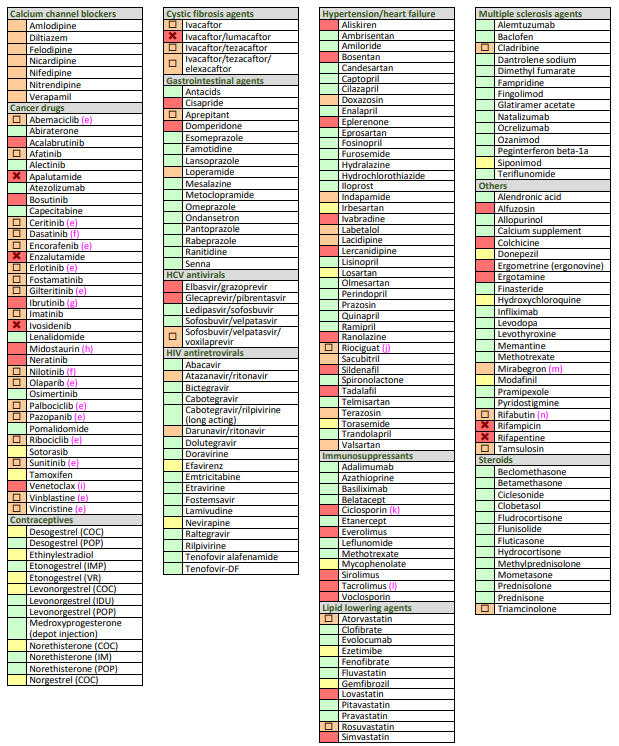 Calcium channel blockers
Amlodipine
Diltiazem
Felodipine
Nicardipine
Nifedipine
Nitrendipine
Verapamil
Cancer drugs
Abemaciclib (e)
Abiraterone
Acalabrutinib
Afatinib
Alectinib
Apalutamide
Atezolizumab
Bosutinib
Capecitabine
Ceritinib (e)
Dasatinib (f)
Encorafenib (e)
Enzalutamide
Erlotinib (e)
Fostamatinib
Gilteritinib (e)
Ibrutinib (g)
Imatinib
Ivosidenib
Lenalidomide
Midostaurin (h)
Neratinib
Nilotinib (f)
Olaparib (e)
Osimertinib
Palbociclib (e)
Pazopanib (e)
Pomalidomide
Ribociclib (e)
Sotorasib
Sunitinib (e)
Tamoxifen
Venetoclax (i)
Vinblastine (e)
Vincristine (e)
Contraceptives
Desogestrel (COC)
Desogestrel (POP)
Ethinylestradiol
Etonogestrel (IMP)
Etonogestrel (VR)
Levonorgestrel (COC)
Levonorgestrel (IDU)
Levonorgestrel (POP)
Medroxyprogesterone
(depot injection)
Norethisterone (COC)
Norethisterone (IM)
Norethisterone (POP)
Norgestrel (COC)
Cystic fibrosis agents
Ivacaftor
Ivacaftor/lumacaftor
Ivacaftor/tezacaftor
Ivacaftor/tezacaftor/
elexacaftor
Gastrointestinal agents
Antacids
Cisapride
Aprepitant
Domperidone
Esomeprazole
Famotidine
Lansoprazole
Loperamide
Mesalazine
Metoclopramide
Omeprazole
Ondansetron
Pantoprazole
Rabeprazole
Ranitidine
Senna
HCV antivirals
Elbasvir/grazoprevir
Glecaprevir/pibrentasvir
Ledipasvir/sofosbuvir
Sofosbuvir/velpatasvir
Sofosbuvir/velpatasvir/
voxilaprevir
HIV antiretrovirals
Abacavir
Atazanavir/ritonavir
Bictegravir
Cabotegravir
Cabotegravir/rilpivirine
(long acting)
Darunavir/ritonavir
Dolutegravir
Doravirine
Efavirenz
Emtricitabine
Etravirine
Fostemsavir
Lamivudine
Nevirapine
Raltegravir
Rilpivirine
Tenofovir alafenamide
Tenofovir-DF
Hypertension/heart failure
Aliskiren
Ambrisentan
Amiloride
Bosentan
Candesartan
Captopril
Cilazapril
Doxazosin
Enalapril
Eplerenone
Eprosartan
Fosinopril
Furosemide
Hydralazine
Hydrochlorothiazide
Iloprost
Indapamide
Irbesartan
Ivabradine
Labetalol
Lacidipine
Lercanidipine
Lisinopril
Losartan
Olmesartan
Perindopril
Prazosin
Quinapril
Ramipril
Ranolazine
Riociguat (j)
Sacubitril
Sildenafil
Spironolactone
Tadalafil
Telmisartan
Terazosin
Torasemide
Trandolapril
Valsartan
Immunosuppressants
Adalimumab
Azathioprine
Basiliximab
Belatacept
Ciclosporin (k)
Etanercept
Everolimus
Leflunomide
Methotrexate
Mycophenolate
Sirolimus
Tacrolimus (l)
Voclosporin
Lipid lowering agents
Atorvastatin
Clofibrate
Evolocumab
Ezetimibe
Fenofibrate
Fluvastatin
Gemfibrozil
Lovastatin
Pitavastatin
Pravastatin
Rosuvastatin
Simvastatin
Multiple sclerosis agents
Alemtuzumab
Baclofen
Cladribine
Dantrolene sodium
Dimethyl fumarate
Fampridine
Fingolimod
Glatiramer acetate
Natalizumab
Ocrelizumab
Ozanimod
Peginterferon beta-1a
Siponimod
Teriflunomide
Others
Alendronic acid
Alfuzosin
Allopurinol
Calcium supplement
Colchicine
Donepezil
Ergometrine (ergonovine)
Ergotamine
Finasteride
Hydroxychloroquine
Infliximab
Levodopa
Levothyroxine
Memantine
Methotrexate
Mirabegron (m)
Modafinil
Pramipexole
Pyridostigmine
Rifabutin (n)
Rifampicin
Rifapentine
Tamsulosin
Steroids
Beclomethasone
Betamethasone
Ciclesonide
Clobetasol
Fludrocortisone
Flunisolide
Fluticasone
Hydrocortisone
Methylprednisolone
Mometasone
Prednisolone
Prednisone
Triamcinolone